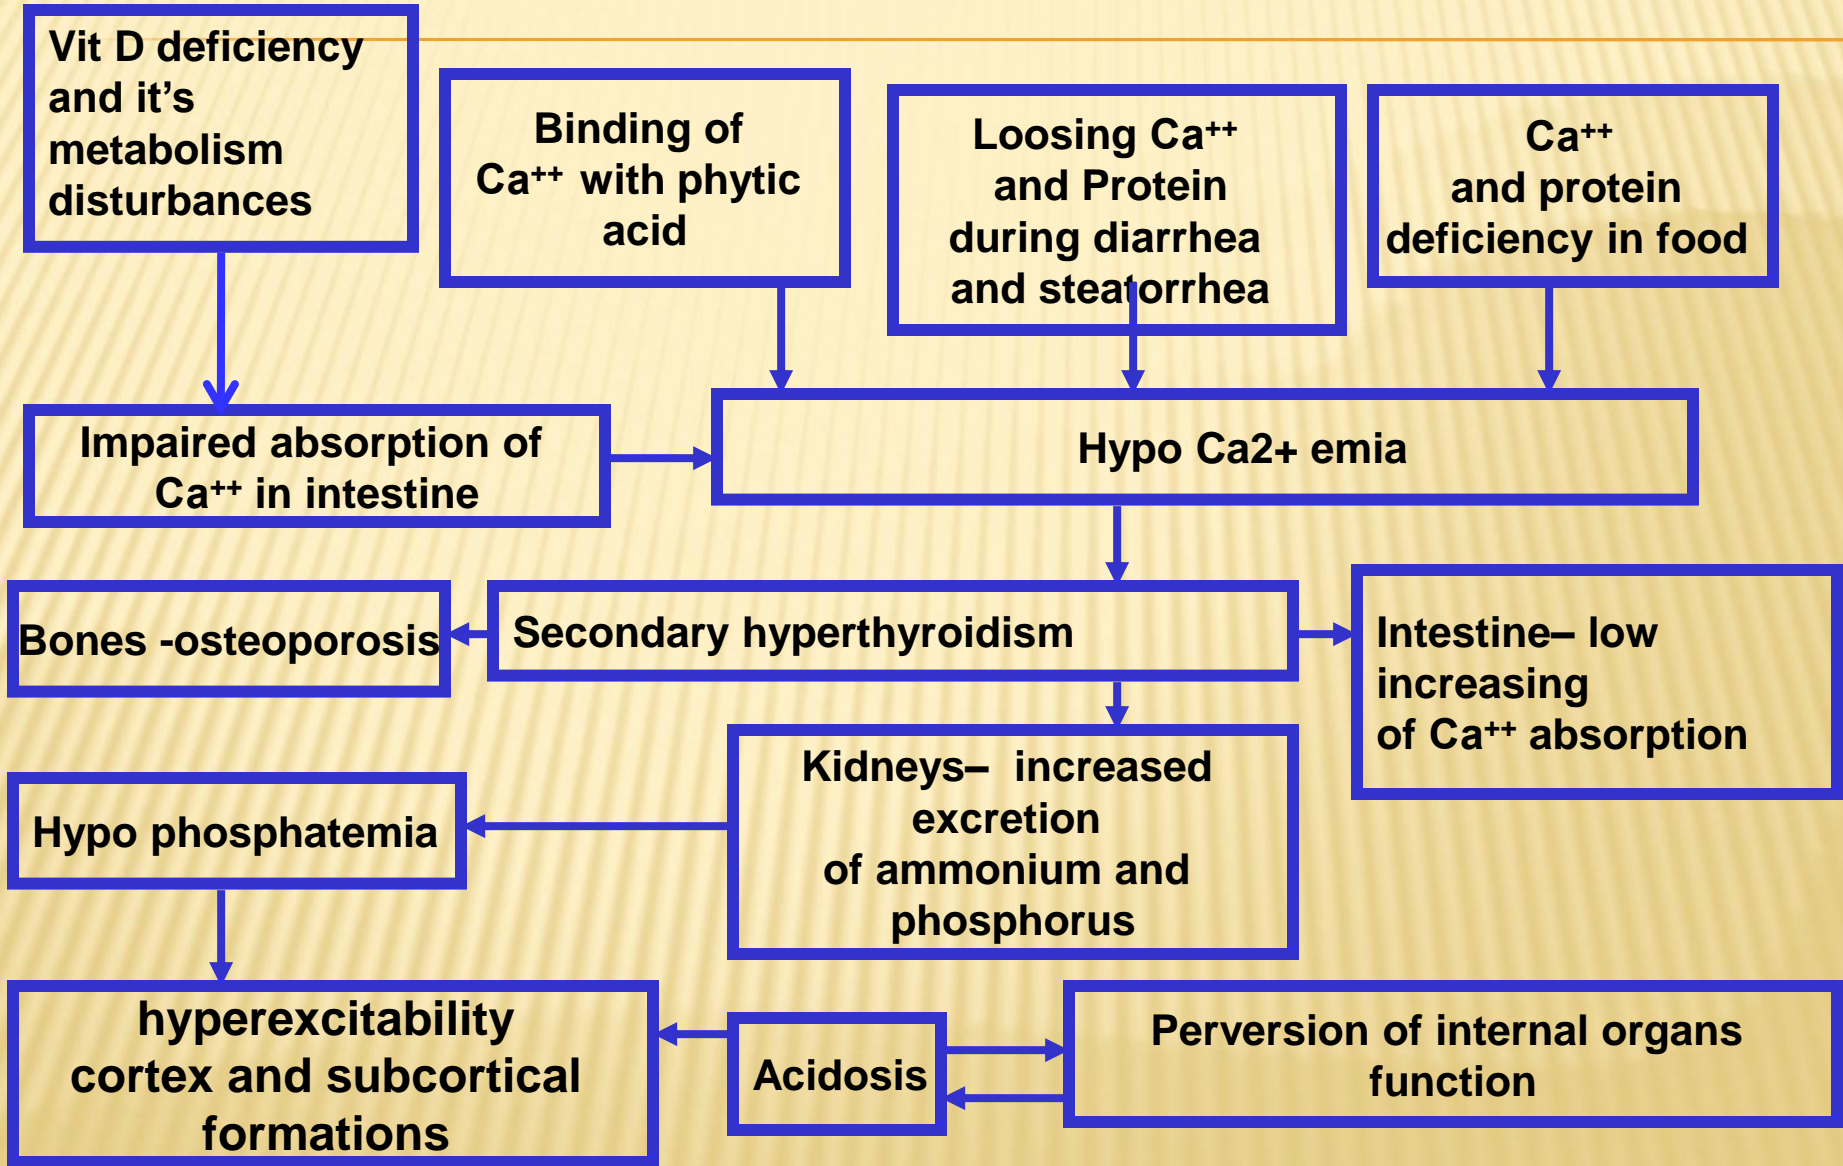 Vit D deficiency
and it’s
metabolism
disturbances
Binding of
Ca⁺⁺ with phytic
acid
Loosing Ca⁺⁺
and Protein
during diarrhea
and steatorrhea
Ca⁺⁺
and protein
deficiency in food
Impaired absorption of
Ca⁺⁺ in intestine
Hypo Ca2+ emia
Bones -osteoporosis
Secondary hyperthyroidism
Intestine– low
increasing
of Ca⁺⁺ absorption
Kidneys– increased
excretion
of ammonium and
phosphorus
Hypo phosphatemia
hyperexcitability
cortex and subcortical
formations
Acidosis
Perversion of internal organs
function